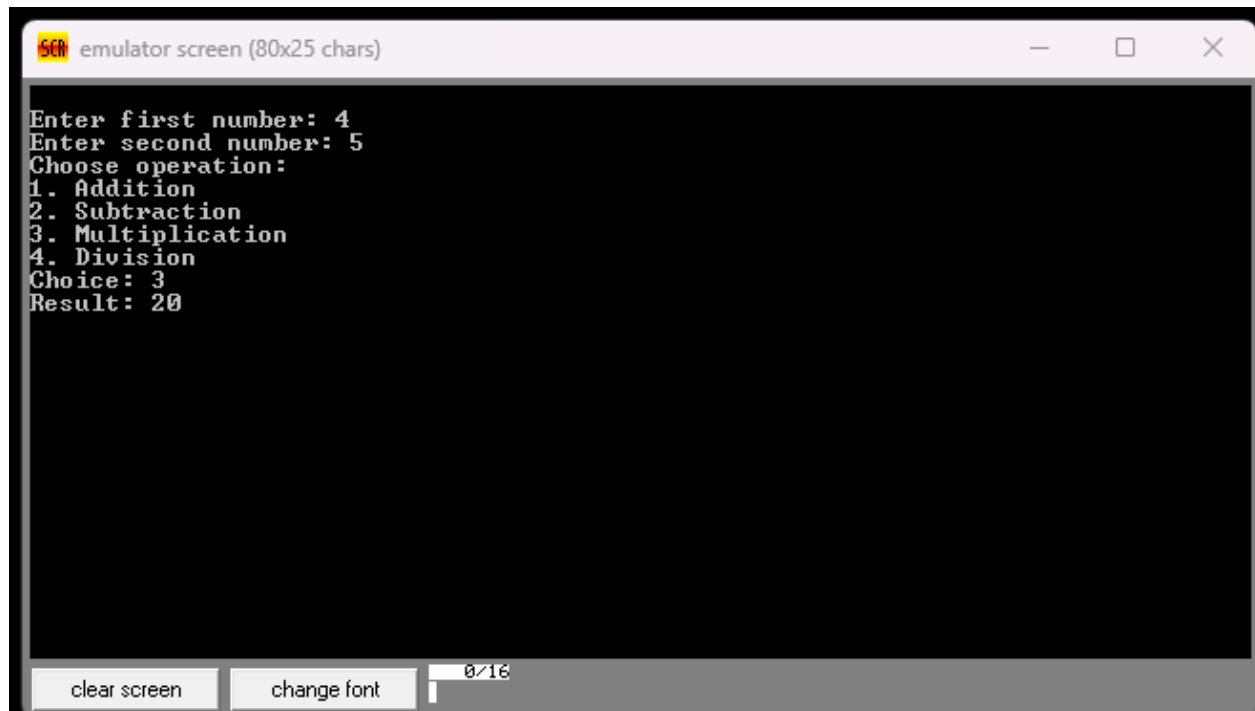 SCR emulator screen (80x25 chars)
Enter first number: 4
Enter second number: 5
Choose operation:
1. Addition
2. Subtraction
3. Multiplication
4. Division
Choice: 3
Result: 20
clear screen change font 0/16